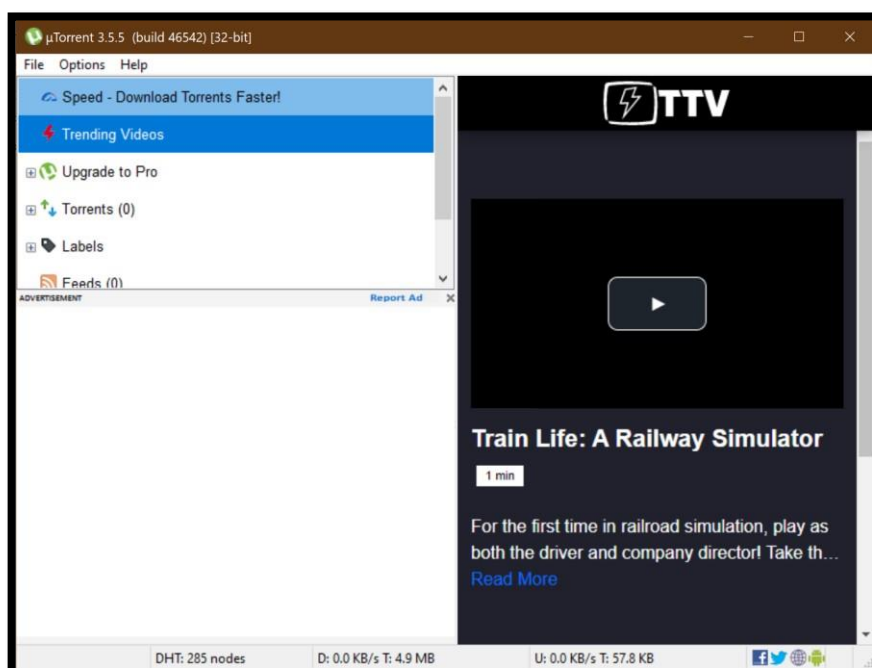 µTorrent 3.5.5 (build 46542) [32-bit]
File Options Help
Speed - Download Torrents Faster!
Trending Videos
Upgrade to Pro
Torrents (0)
Labels
Feeds (0)
ADVERTISEMENT Report Ad
TTV
Train Life: A Railway Simulator
1 min
For the first time in railroad simulation, play as
both the driver and company director! Take th...
Read More
DHT: 285 nodes D: 0.0 KB/s T: 4.9 MB U: 0.0 KB/s T: 57.8 KB